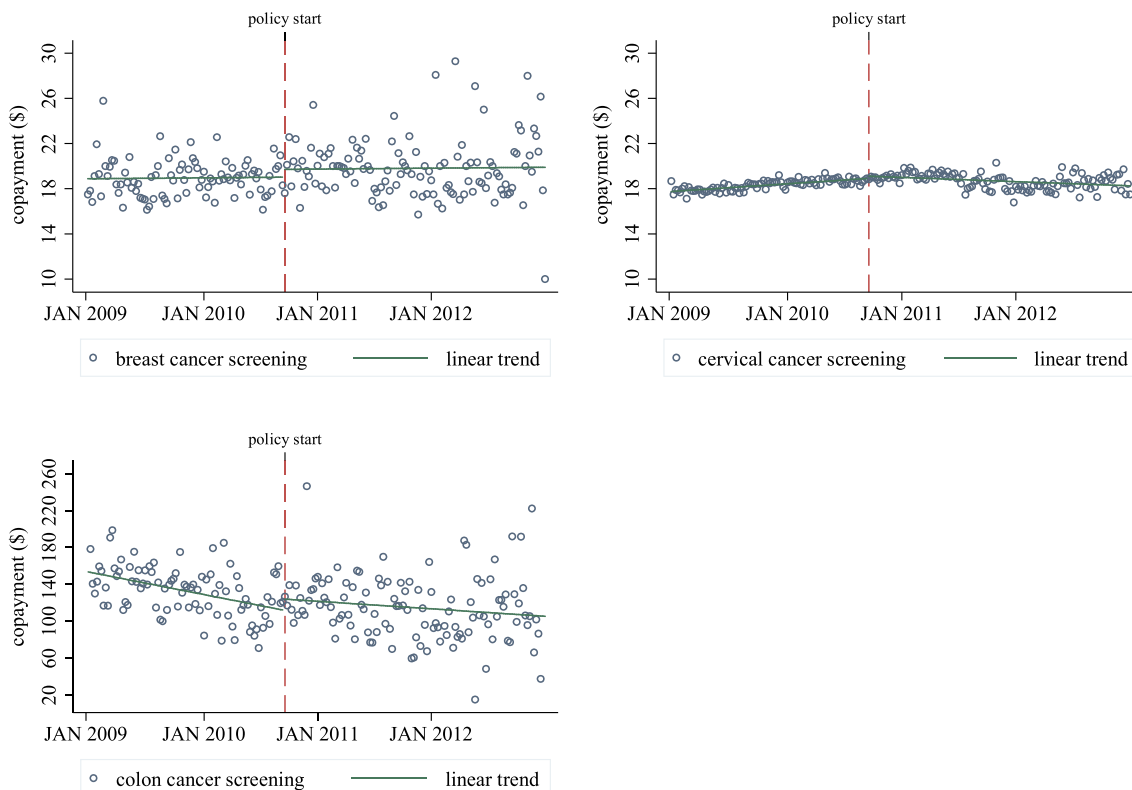 policy start
copayment ($)
30
26
22
18
14
10
JAN 2009 JAN 2010 JAN 2011 JAN 2012
breast cancer screening linear trend
policy start
copayment ($)
30
26
22
18
14
10
JAN 2009 JAN 2010 JAN 2011 JAN 2012
cervical cancer screening linear trend
policy start
copayment ($)
260
220
180
140
100
60
20
JAN 2009 JAN 2010 JAN 2011 JAN 2012
colon cancer screening linear trend